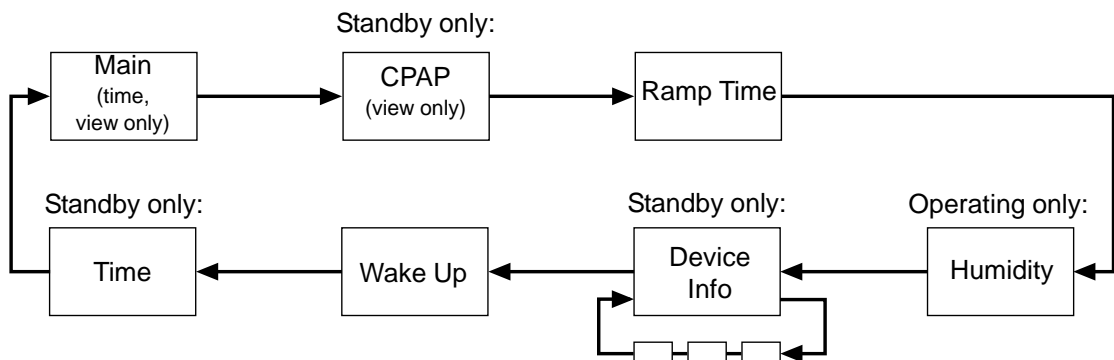 Standby only:
Main
(time,
view only)
CPAP
(view only)
Ramp Time
Standby only:
Time
Wake Up
Standby only:
Device
Info
Operating only:
Humidity